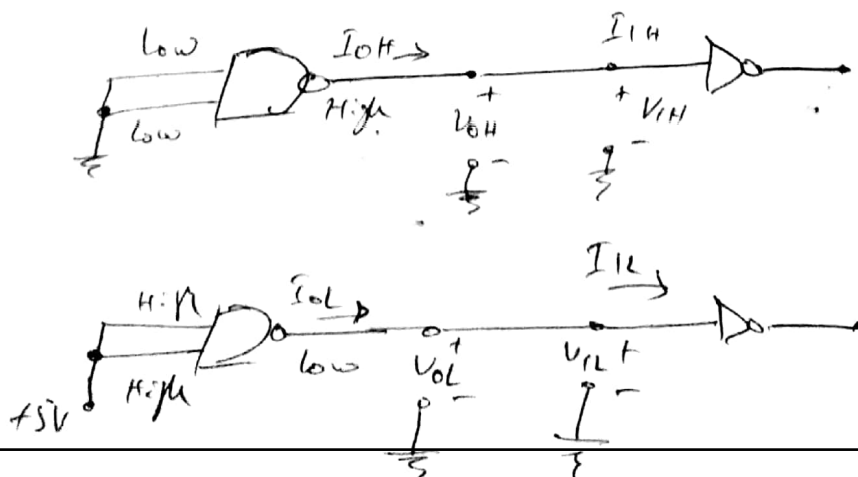 Low
IOH
IIH
Low
High
+
VOH
-
+
VIH
-
High
IOL
IIL
High
Low
+
VOL
-
VIL +
-
+5V